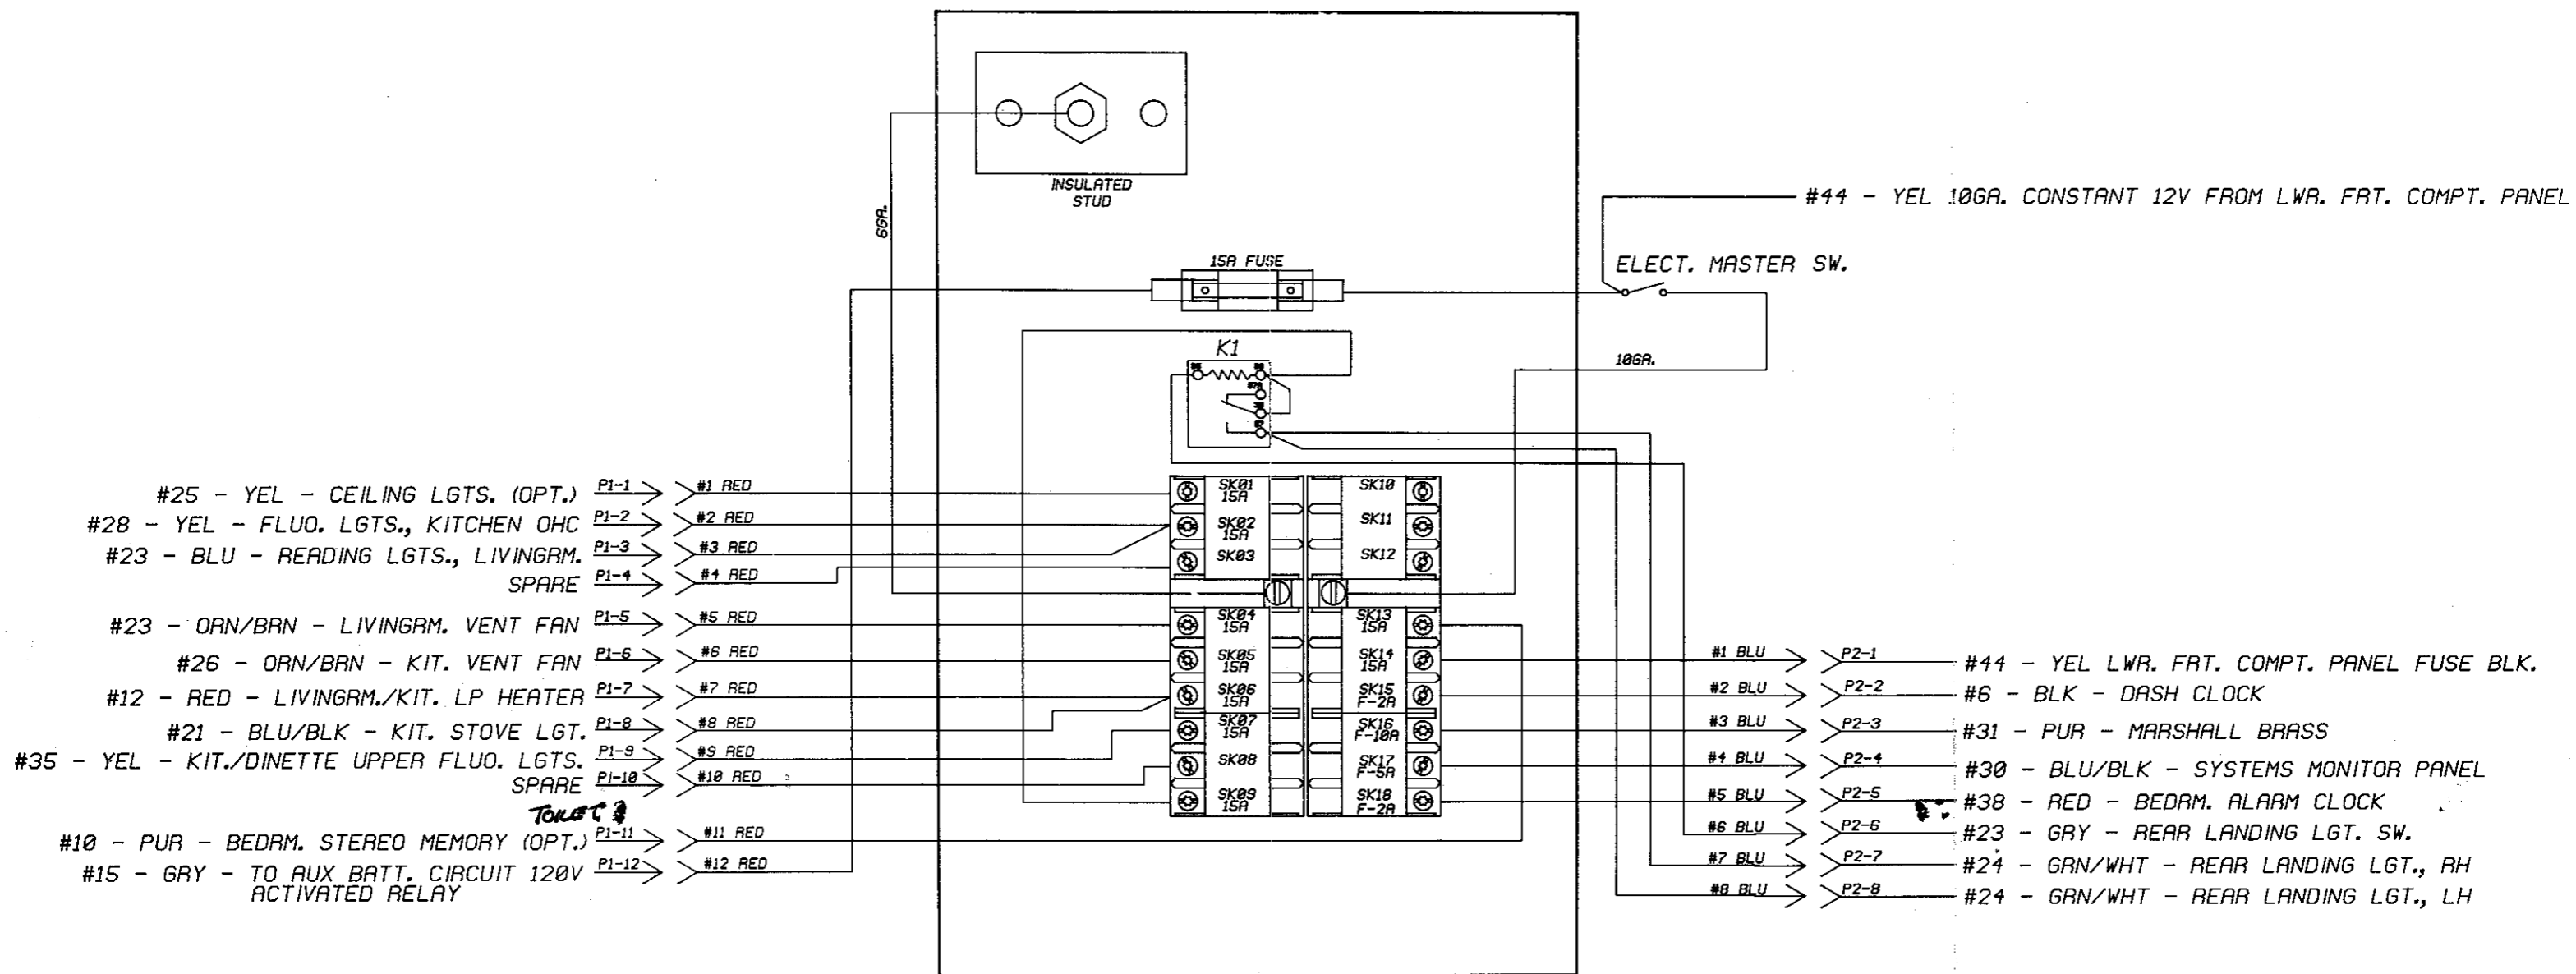 INSULATED
STUD
6GA.
#44 - YEL 10GA. CONSTANT 12V FROM LWR. FRT. COMPT. PANEL
15A FUSE
ELECT. MASTER SW.
K1
10GA.
85
86
87A
30
87
#25 - YEL - CEILING LGTS. (OPT.) P1-1 #1 RED
#28 - YEL - FLUO. LGTS., KITCHEN OHC P1-2 #2 RED
#23 - BLU - READING LGTS., LIVINGRM. P1-3 #3 RED
SPARE P1-4 #4 RED
#23 - ORN/BRN - LIVINGRM. VENT FAN P1-5 #5 RED
#26 - ORN/BRN - KIT. VENT FAN P1-6 #6 RED
#12 - RED - LIVINGRM./KIT. LP HEATER P1-7 #7 RED
#21 - BLU/BLK - KIT. STOVE LGT. P1-8 #8 RED
#35 - YEL - KIT./DINETTE UPPER FLUO. LGTS. P1-9 #9 RED
SPARE P1-10 #10 RED
TOILET
#10 - PUR - BEDRM. STEREO MEMORY (OPT.) P1-11 #11 RED
#15 - GRY - TO AUX BATT. CIRCUIT 120V P1-12 #12 RED
ACTIVATED RELAY
SK01
15A
SK02
15A
SK03
SK04
15A
SK05
15A
SK06
15A
SK07
15A
SK08
SK09
15A
SK10
SK11
SK12
SK13
15A
SK14
15A
SK15
F-2A
SK16
F-10A
SK17
F-5A
SK18
F-2A
#1 BLU P2-1 #44 - YEL LWR. FRT. COMPT. PANEL FUSE BLK.
#2 BLU P2-2 #6 - BLK - DASH CLOCK
#3 BLU P2-3 #31 - PUR - MARSHALL BRASS
#4 BLU P2-4 #30 - BLU/BLK - SYSTEMS MONITOR PANEL
#5 BLU P2-5 #38 - RED - BEDRM. ALARM CLOCK
#6 BLU P2-6 #23 - GRY - REAR LANDING LGT. SW.
#7 BLU P2-7 #24 - GRN/WHT - REAR LANDING LGT., RH
#8 BLU P2-8 #24 - GRN/WHT - REAR LANDING LGT., LH